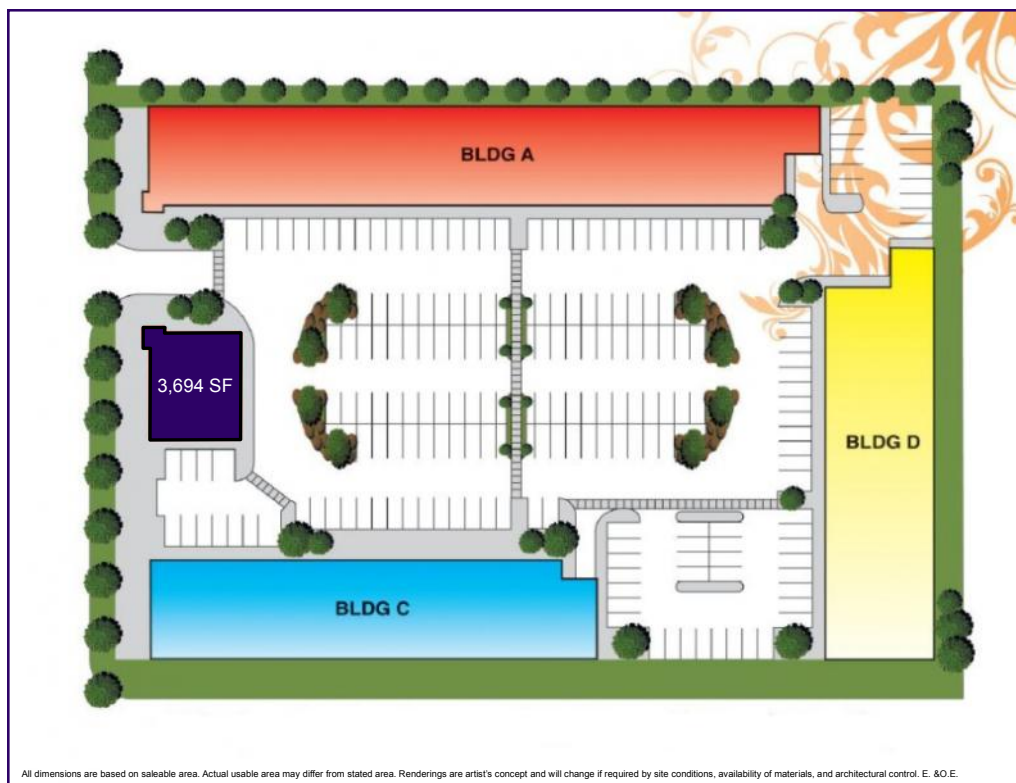 BLDG A
3,694 SF
BLDG D
BLDG C
All dimensions are based on saleable area. Actual usable area may differ from stated area. Renderings are artist's concept and will change if required by site conditions, availability of materials, and architectural control. E. &O.E.